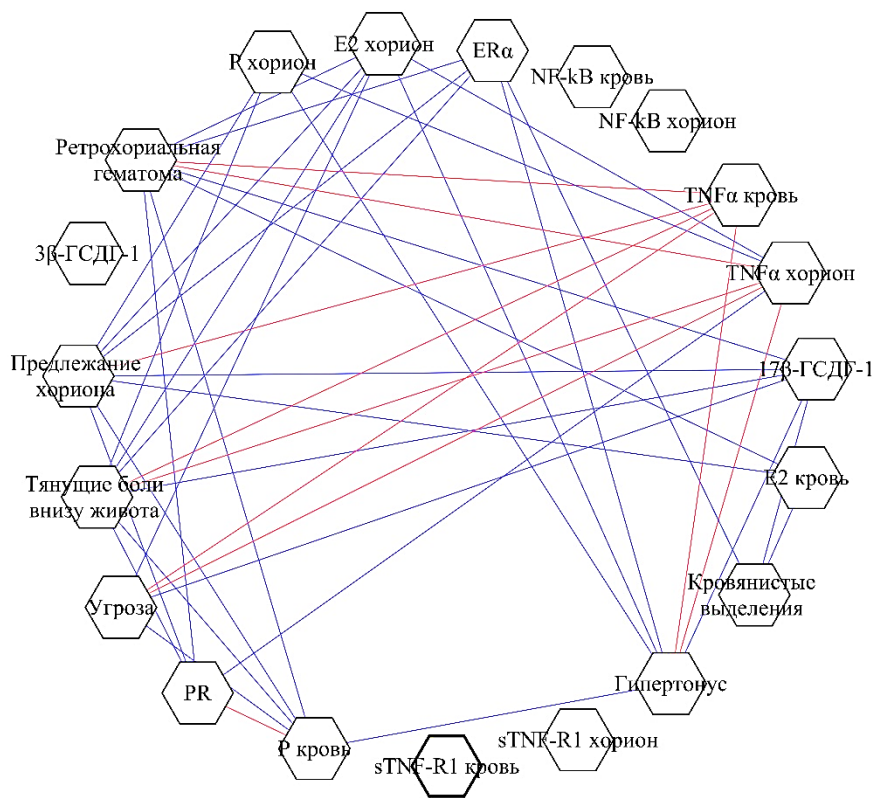 E2 хорион
P хорион
ERα
NF-kB кровь
NF-kB хорион
Ретрохориальная
гематома
TNFα кровь
3β-ГСДГ-1
TNFα хорион
Предлежание
хориона
17β-ГСДГ-1
Тянущие боли
внизу живота
E2 кровь
Кровянистые
выделения
Угроза
PR
Гипертонус
P кровь
sTNF-R1 хорион
sTNF-R1 кровь